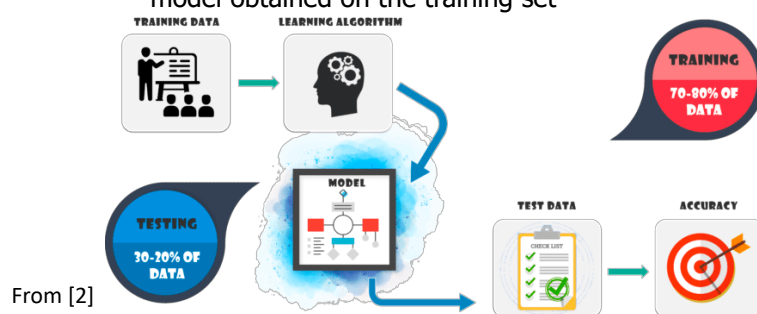 model obtained on the training set
TRAINING DATA
LEARNING ALGORITHM
TRAINING
70-80% OF
DATA
MODEL
TESTING
30-20% OF
DATA
TEST DATA
ACCURACY
CHECK LIST
From [2]